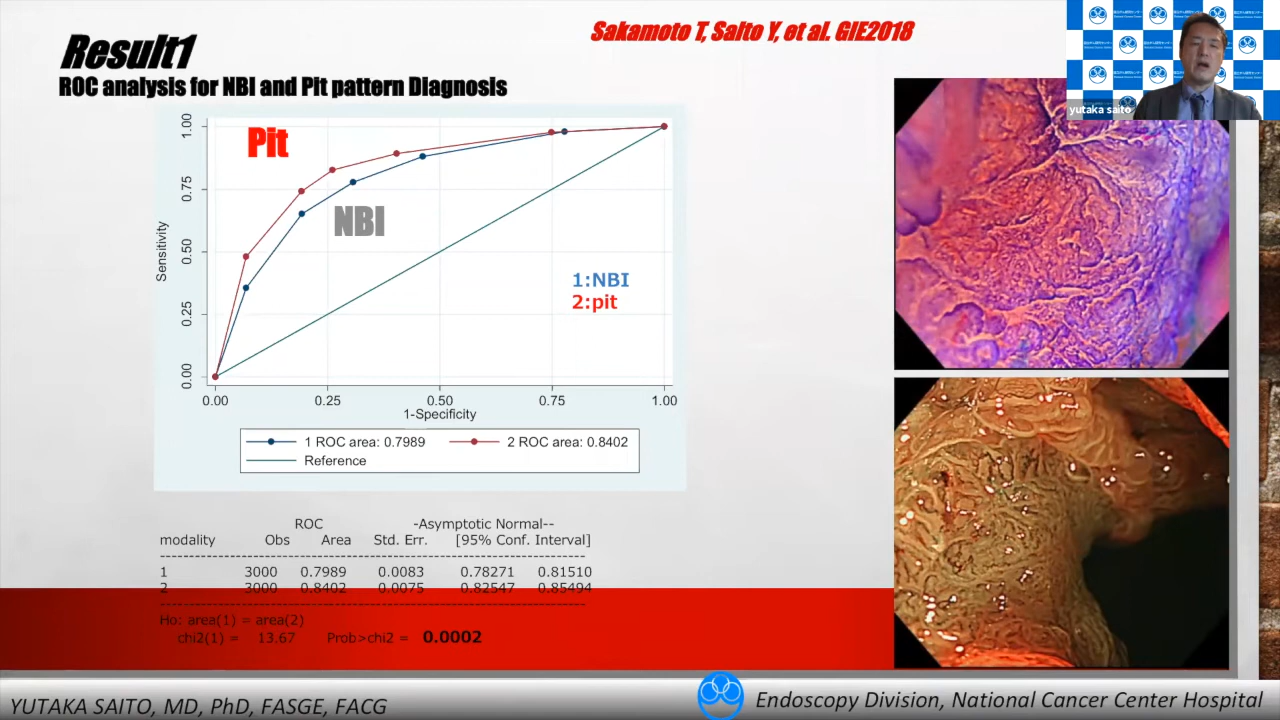 Result1
Sakamoto T, Saito Y, et al. GIE2018
ROC analysis for NBI and Pit pattern Diagnosis
yutaka saito
Pit
NBI
1:NBI
2:pit
Sensitivity
1.00
0.75
0.50
0.25
0.00
0.00 0.25 0.50 0.75 1.00
1-Specificity
1 ROC area: 0.7989 2 ROC area: 0.8402
Reference
ROC -Asymptotic Normal--
modality Obs Area Std. Err. [95% Conf. Interval]
1 3000 0.7989 0.0083 0.78271 0.81510
2 3000 0.8402 0.0075 0.82547 0.85494
Ho: area(1) = area(2)
chi2(1) = 13.67 Prob>chi2 = 0.0002
YUTAKA SAITO, MD, PhD, FASGE, FACG
Endoscopy Division, National Cancer Center Hospital